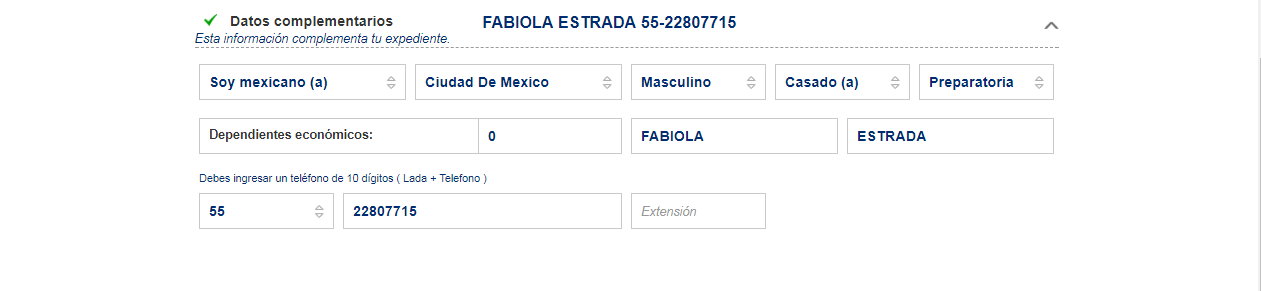 Datos complementarios FABIOLA ESTRADA 55-22807715
Esta información complementa tu expediente.
Soy mexicano (a) Ciudad De Mexico Masculino Casado (a) Preparatoria
Dependientes económicos: 0 FABIOLA ESTRADA
Debes ingresar un teléfono de 10 dígitos ( Lada + Telefono )
55 22807715 Extensión